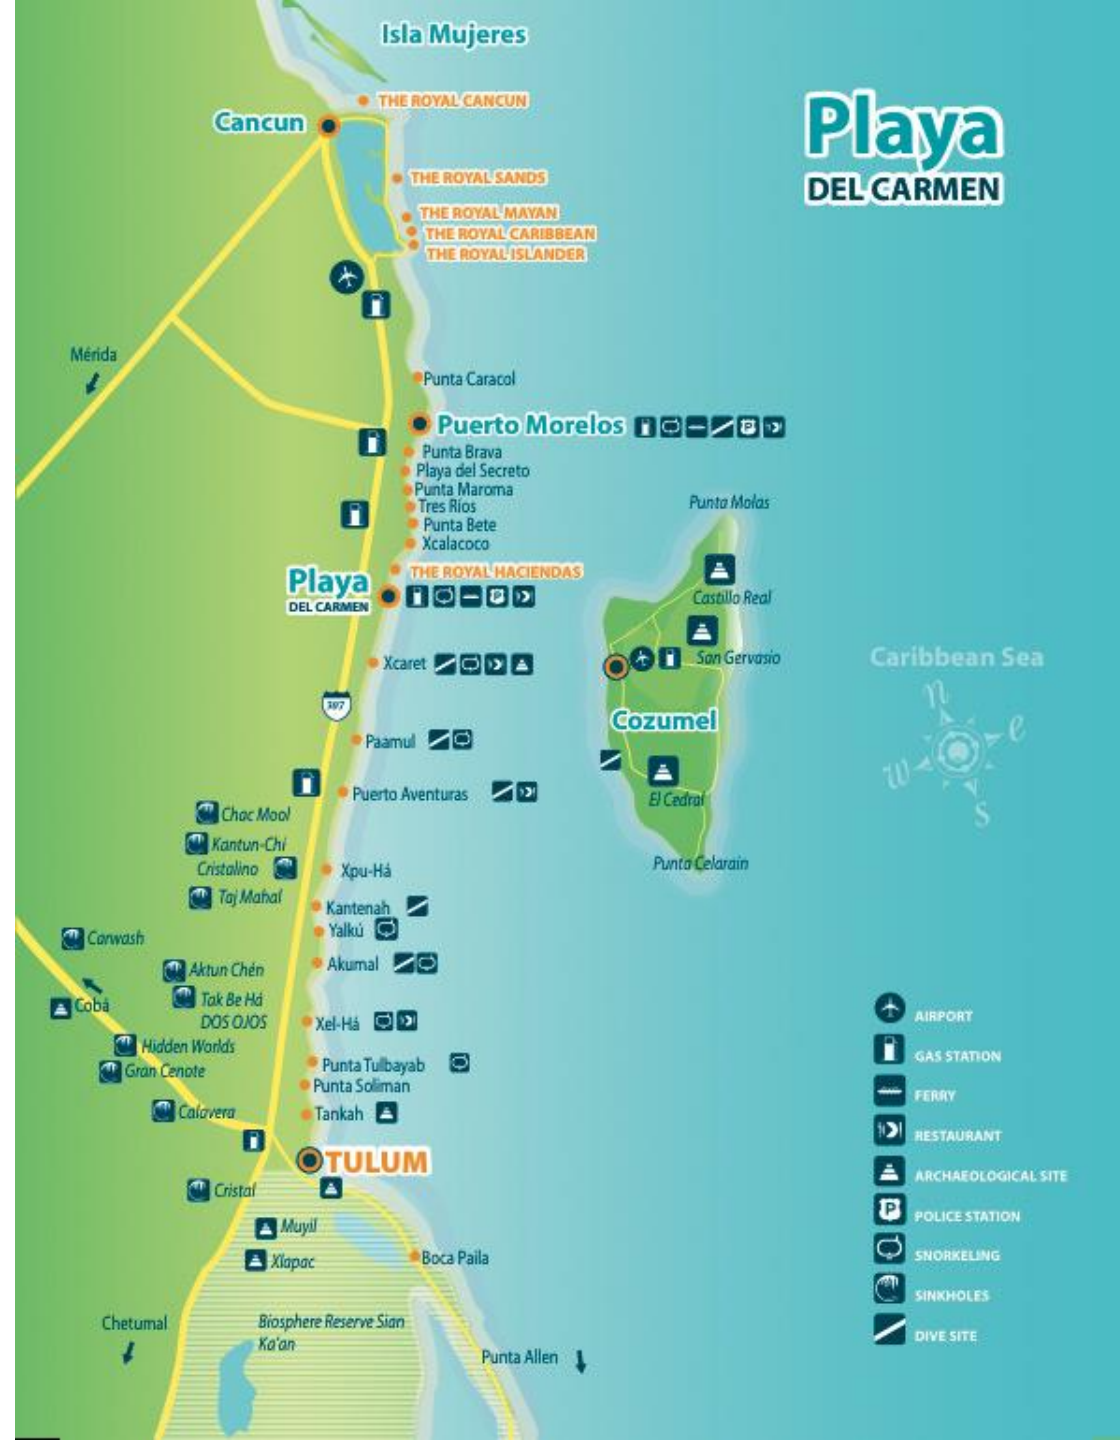 Isla Mujeres
THE ROYAL CANCUN
Cancun
Playa
DEL CARMEN
THE ROYAL SANDS
THE ROYAL MAYAN
THE ROYAL CARIBBEAN
THE ROYAL ISLANDER
Mérida
Punta Caracol
Puerto Morelos
P
Punta Brava
Playa del Secreto
Punta Maroma
Tres Ríos
Punta Bete
Xcalacoco
Punta Molas
THE ROYAL HACIENDAS
Playa
DEL CARMEN
P
Castillo Real
Xcaret
San Gervasio
Caribbean Sea
n
e
w
s
307
Cozumel
Paamul
Puerto Aventuras
El Cedral
Chac Mool
Kantun-Chi
Cristalino
Xpu-Há
Punta Celarain
Taj Mahal
Kantenah
Yalkú
Carwash
Aktun Chén
Akumal
Cobá
Tak Be Há
DOS OJOS
Xel-Há
Hidden Worlds
Gran Cenote
Punta Tulbayab
Punta Soliman
Calavera
Tankah
TULUM
Cristal
Muyil
Xlapac
Boca Paila
Chetumal
Biosphere Reserve Sian
Ka'an
Punta Allen
AIRPORT
GAS STATION
FERRY
RESTAURANT
ARCHAEOLOGICAL SITE
P
POLICE STATION
SNORKELING
SINKHOLES
DIVE SITE